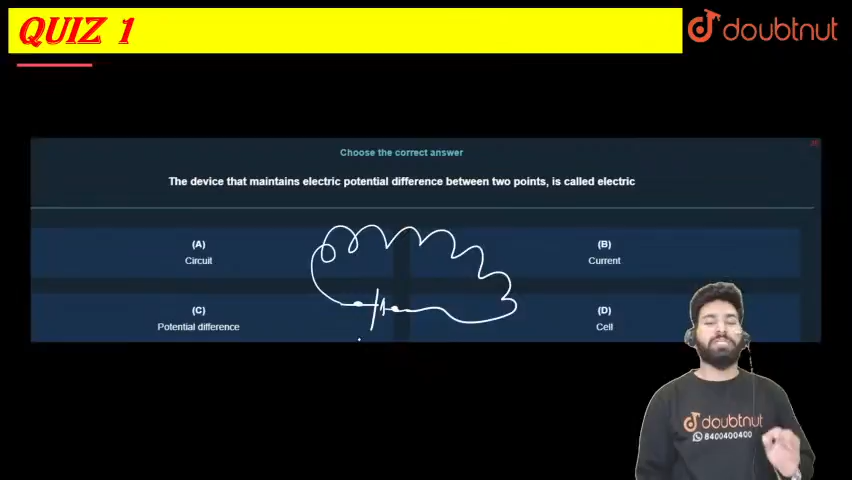 QUIZ 1
doubtnut
Choose the correct answer
The device that maintains electric potential difference between two points, is called electric
(A)
Circuit
(B)
Current
(C)
Potential difference
(D)
Cell
doubtnut
8400400400